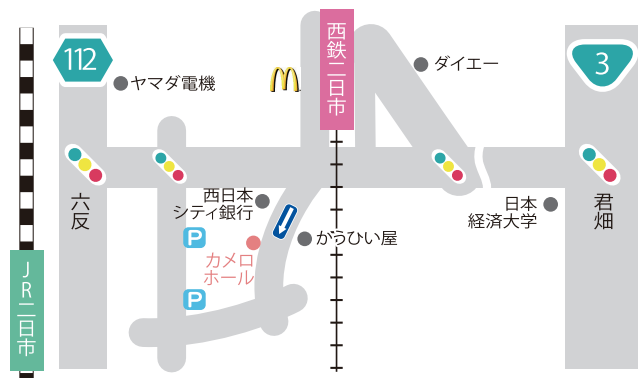 西鉄二日市
112
3
ダイエー
ヤマダ電機
六反
西日本
シティ銀行
日本
経済大学
君畑
P
かうひい屋
カメロ
ホール
JR二日市
P